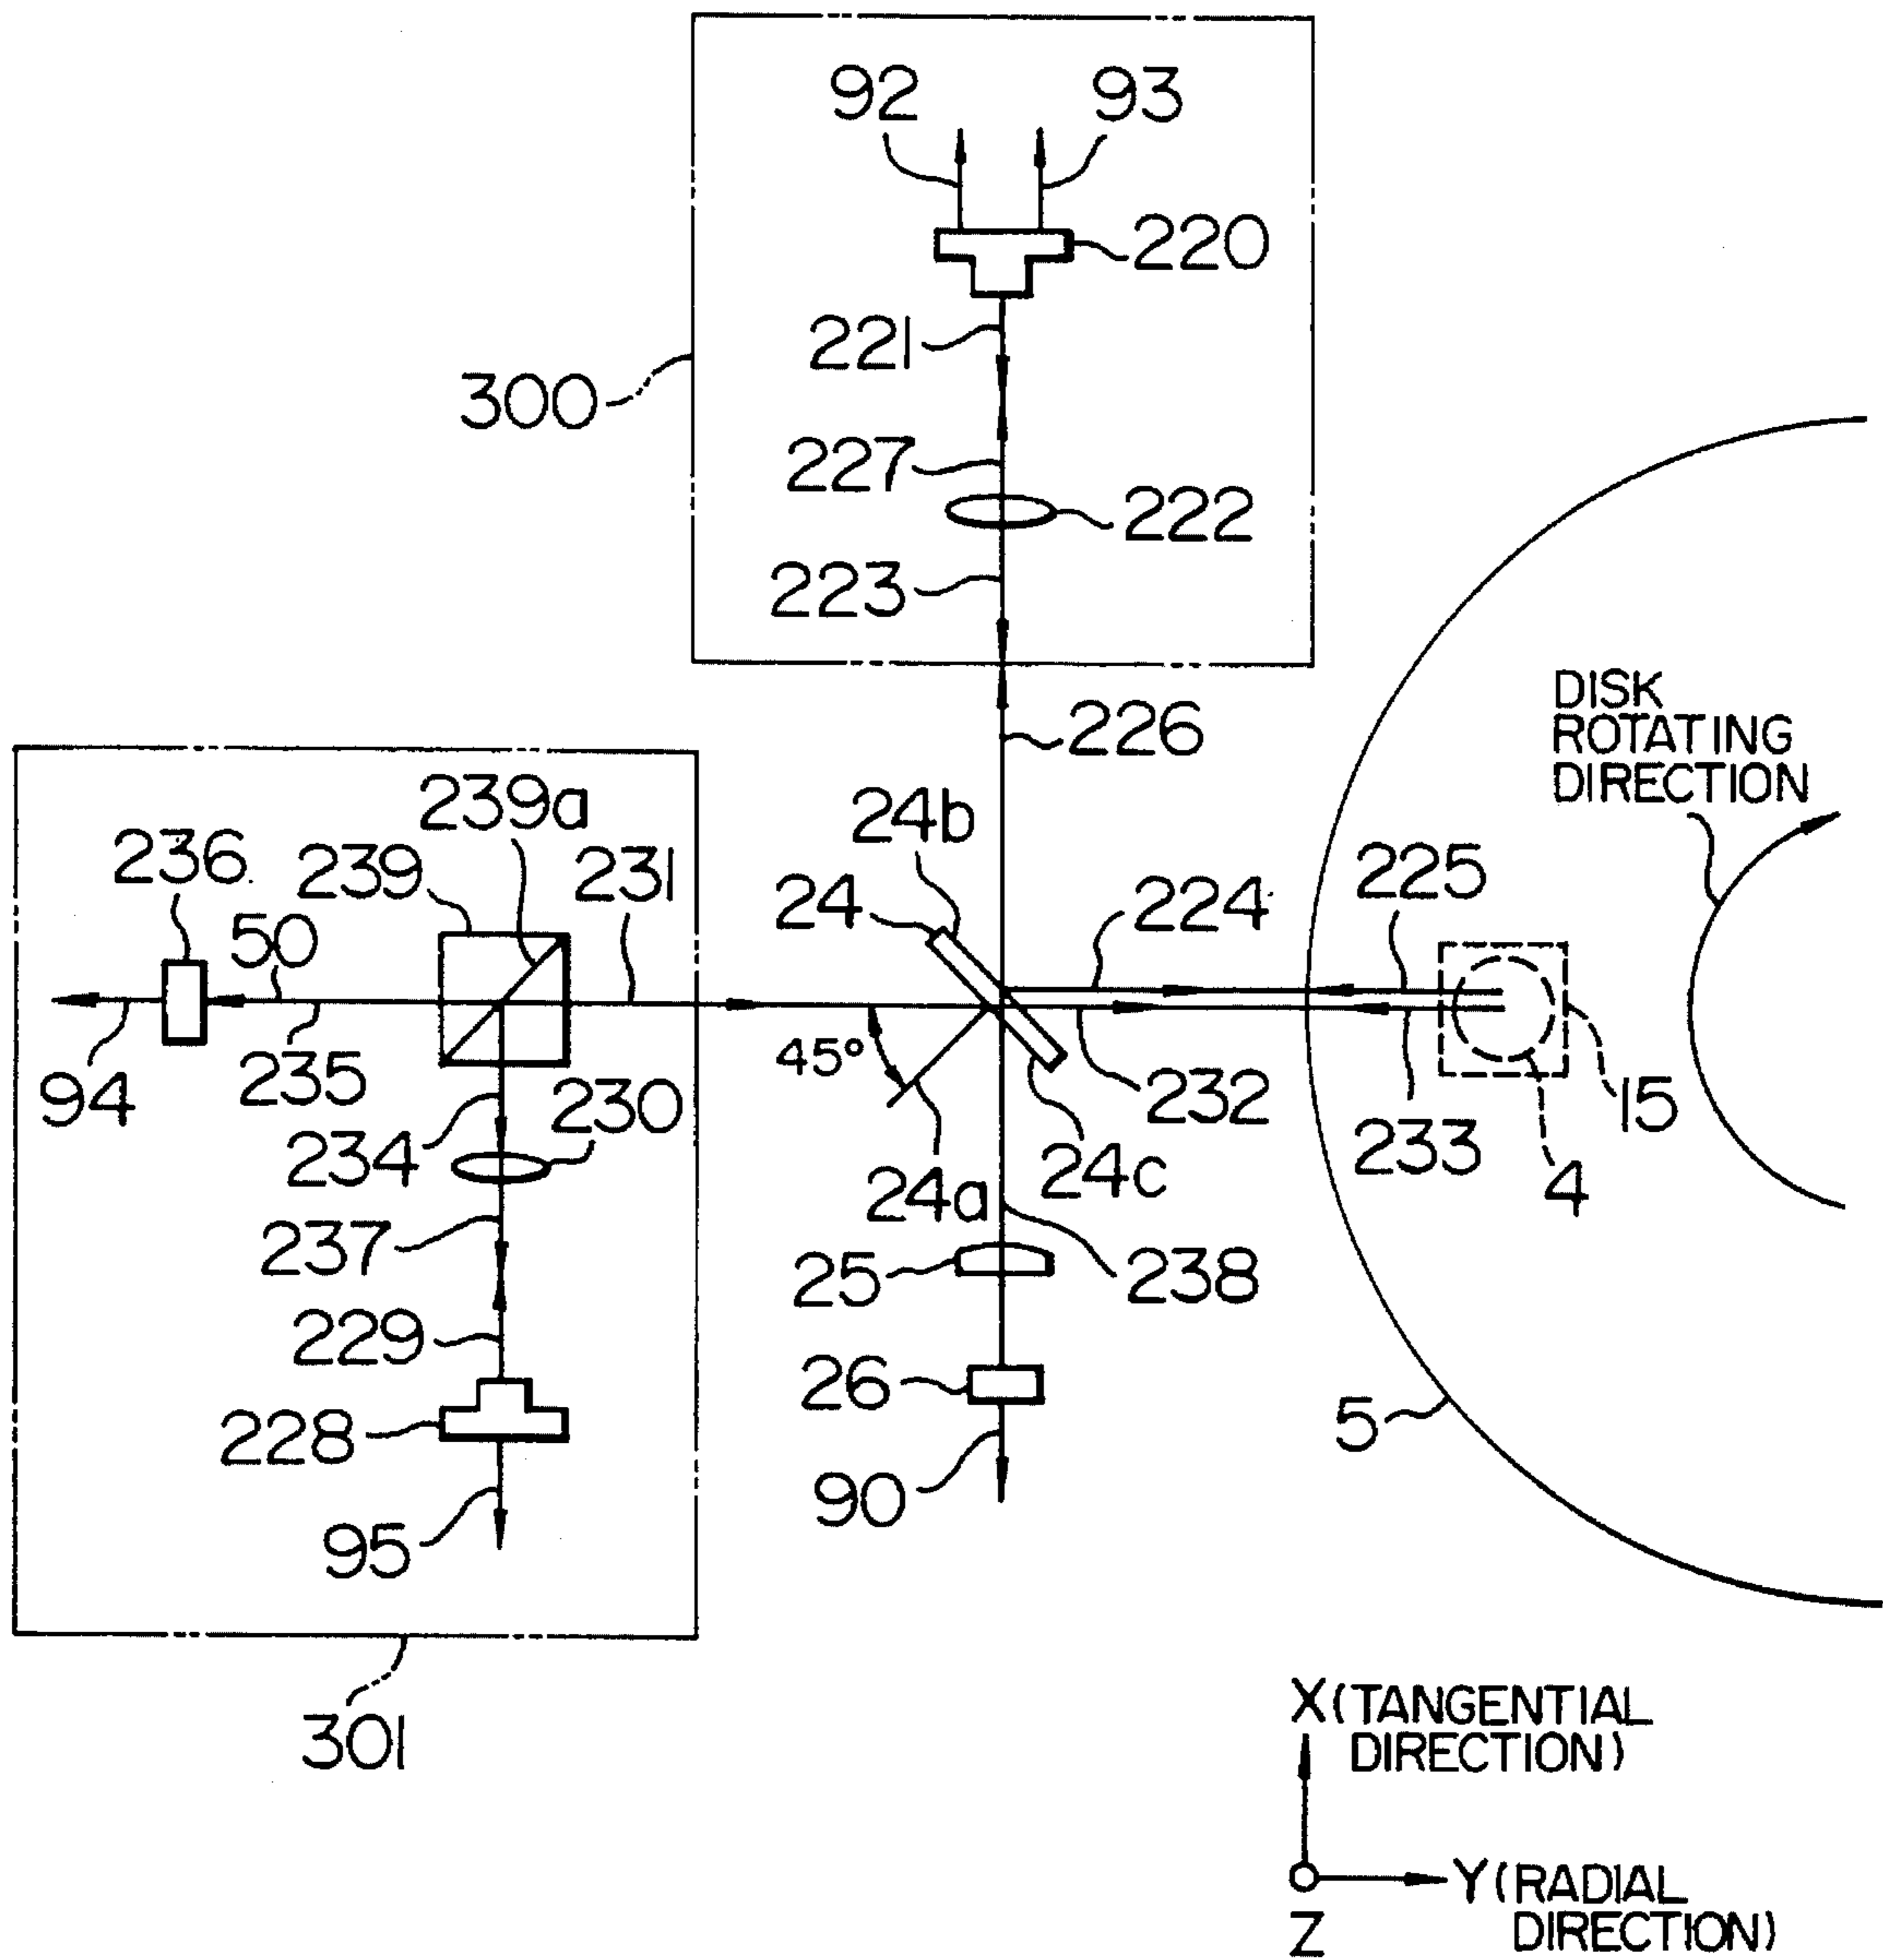 92 93
220
221
300
227
222
223
DISK
ROTATING
DIRECTION
226
239a
24b
236
239
231
225
24
224
50
45°
94
235
230
232
15
234
233
4
24a
24c
237
25
238
229
26
5
228
90
95
301
X(TANGENTIAL
DIRECTION)
Y(RADIAL
DIRECTION)
Z